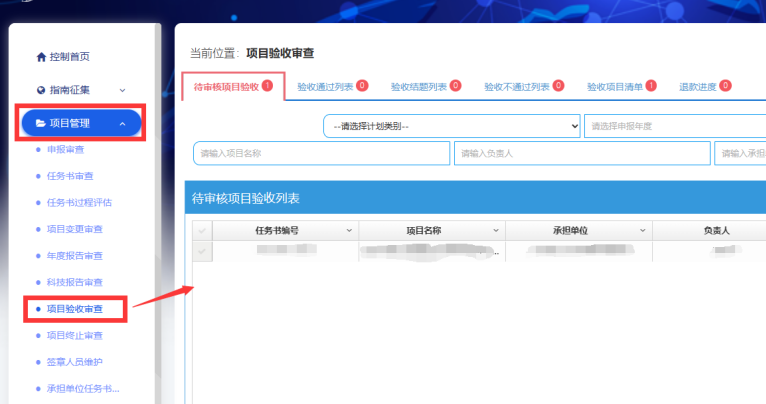 控制首页
指南征集
项目管理
申报审查
任务书审查
任务书过程评估
项目变更审查
年度报告审查
科技报告审查
项目验收审查
项目终止审查
签章人员维护
承担单位任务书...
当前位置：项目验收审查
待审核项目验收 1 验收通过列表 0 验收结题列表 0 验收不通过列表 0 验收项目清单 1 退款进度 0
--请选择计划类别-- 请选择申报年度
请输入项目名称 请输入负责人 请输入承担
待审核项目验收列表
任务书编号 项目名称 承担单位 负责人